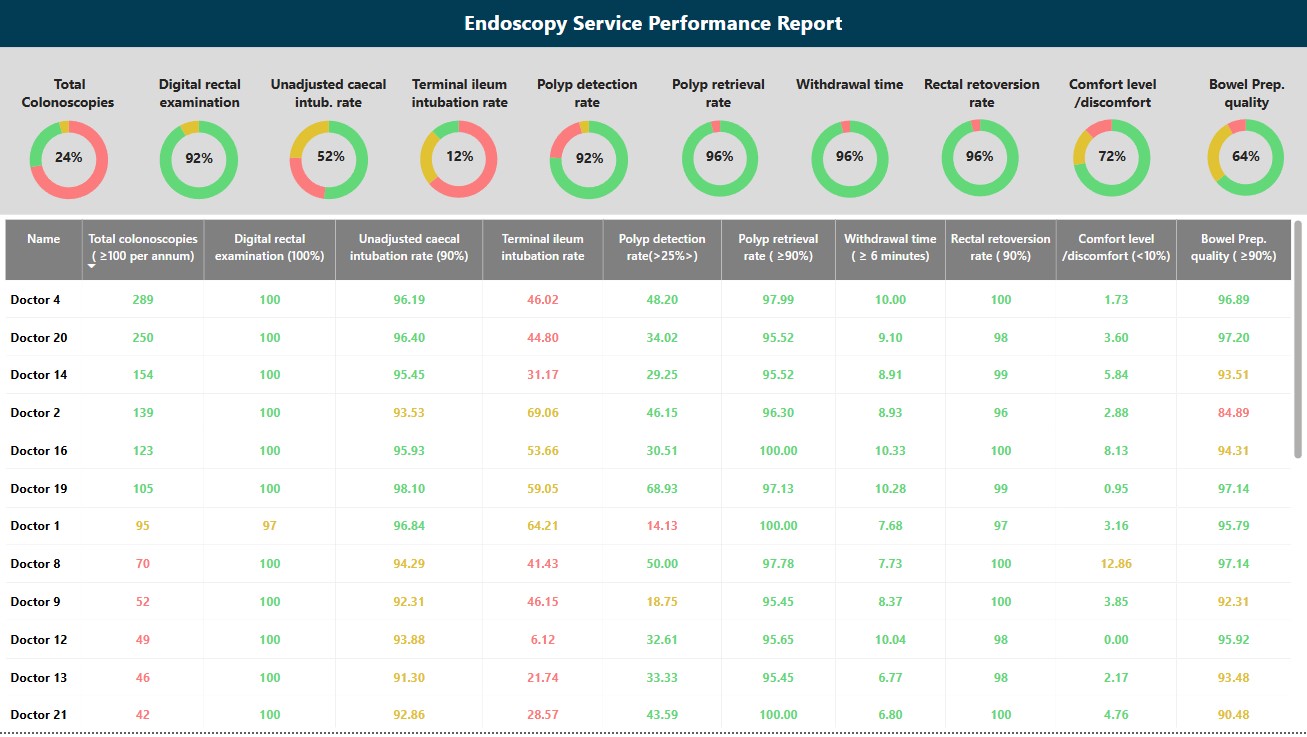 Endoscopy Service Performance Report
Total Colonoscopies
Digital rectal examination
Unadjusted caecal intub. rate
Terminal ileum intubation rate
Polyp detection rate
Polyp retrieval rate
Withdrawal time
Rectal retoversion rate
Comfort level /discomfort
Bowel Prep. quality
24% 92% 52% 12% 92% 96% 96% 96% 72% 64%
Name
Total colonoscopies ( ≥100 per annum)
Digital rectal examination (100%)
Unadjusted caecal intubation rate (90%)
Terminal ileum intubation rate
Polyp detection rate(>25%>)
Polyp retrieval rate ( ≥90%)
Withdrawal time ( ≥ 6 minutes)
Rectal retoversion rate ( 90%)
Comfort level /discomfort (<10%)
Bowel Prep. quality ( ≥90%)
Doctor 4 289 100 96.19 46.02 48.20 97.99 10.00 100 1.73 96.89
Doctor 20 250 100 96.40 44.80 34.02 95.52 9.10 98 3.60 97.20
Doctor 14 154 100 95.45 31.17 29.25 95.52 8.91 99 5.84 93.51
Doctor 2 139 100 93.53 69.06 46.15 96.30 8.93 96 2.88 84.89
Doctor 16 123 100 95.93 53.66 30.51 100.00 10.33 100 8.13 94.31
Doctor 19 105 100 98.10 59.05 68.93 97.13 10.28 99 0.95 97.14
Doctor 1 95 97 96.84 64.21 14.13 100.00 7.68 97 3.16 95.79
Doctor 8 70 100 94.29 41.43 50.00 97.78 7.73 100 12.86 97.14
Doctor 9 52 100 92.31 46.15 18.75 95.45 8.37 100 3.85 92.31
Doctor 12 49 100 93.88 6.12 32.61 95.65 10.04 98 0.00 95.92
Doctor 13 46 100 91.30 21.74 33.33 95.45 6.77 98 2.17 93.48
Doctor 21 42 100 92.86 28.57 43.59 100.00 6.80 100 4.76 90.48